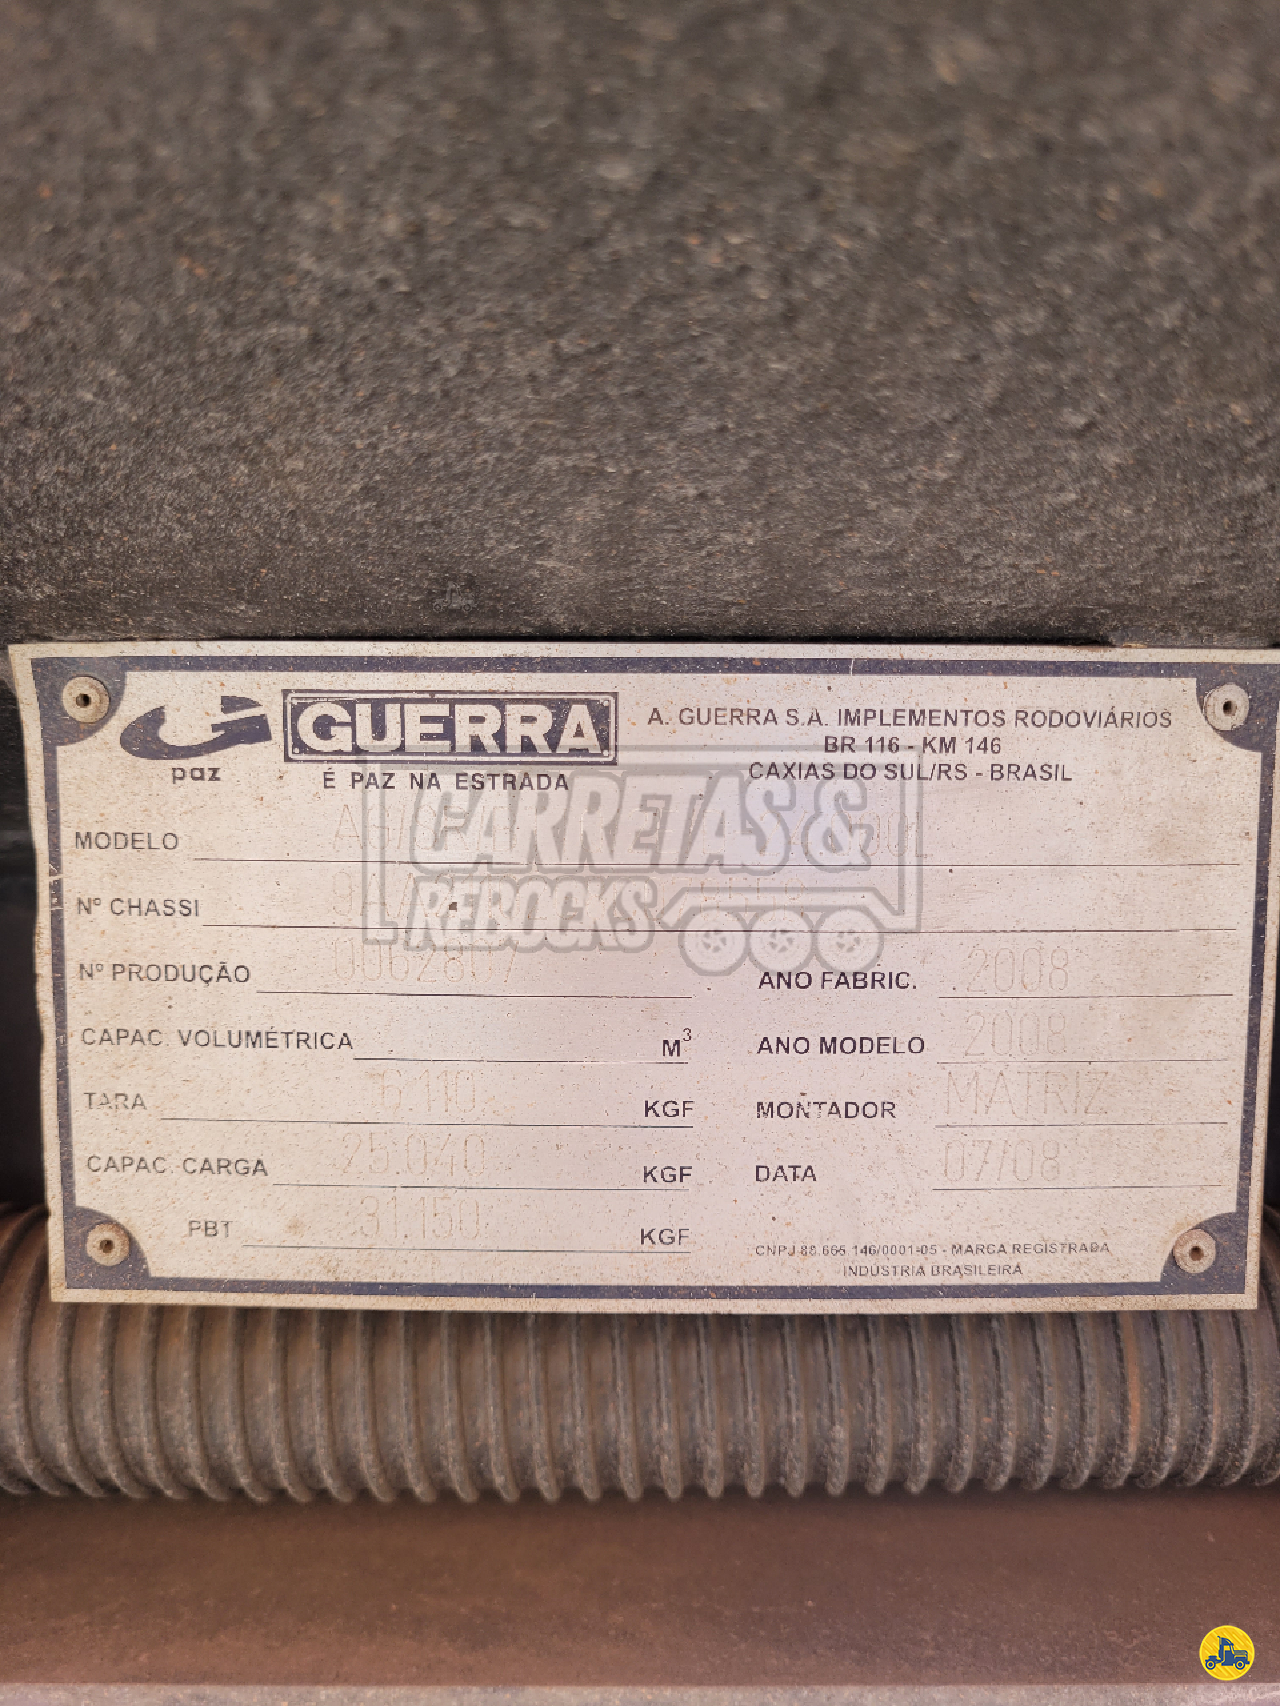 paz
GUERRA
É PAZ NA ESTRADA
A. GUERRA S.A. IMPLEMENTOS RODOVIÁRIOS
BR 116 - KM 146
CAXIAS DO SUL/RS - BRASIL
CARRETAS &
REBOCKS
MODELO
Nº CHASSI
Nº PRODUÇÃO
ANO FABRIC. 2008
CAPAC. VOLUMÉTRICA M³
ANO MODELO 2008
TARA 6.110 KGF
MONTADOR MATRIZ
CAPAC. CARGA 25.040 KGF
DATA 07/08
PBT 31.150 KGF
CNPJ 88.665.146/0001-05 - MARCA REGISTRADA
INDÚSTRIA BRASILEIRA